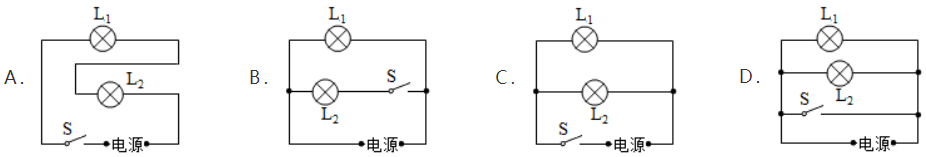 A. L₁ L₂ S 电源
B. L₁ S L₂ 电源
C. L₁ L₂ S 电源
D. L₁ L₂ S 电源